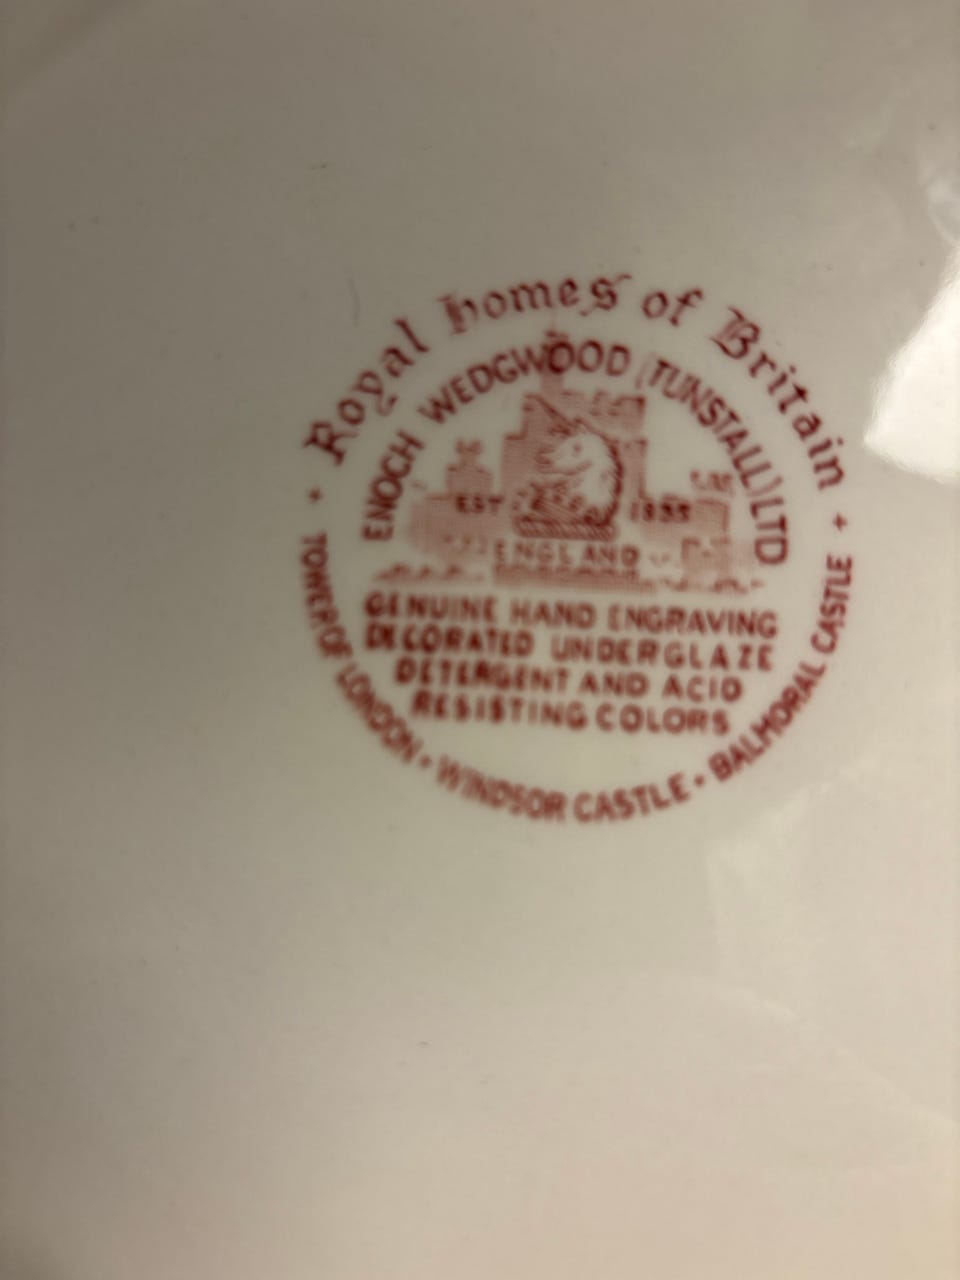 Royal Homes of Britain
ENOCH WEDGWOOD (TUNSTALL) LTD
EST 1835
ENGLAND
GENUINE HAND ENGRAVING
DECORATED UNDERGLAZE
DETERGENT AND ACID
RESISTING COLORS
TOWER OF LONDON • WINDSOR CASTLE • BALMORAL CASTLE